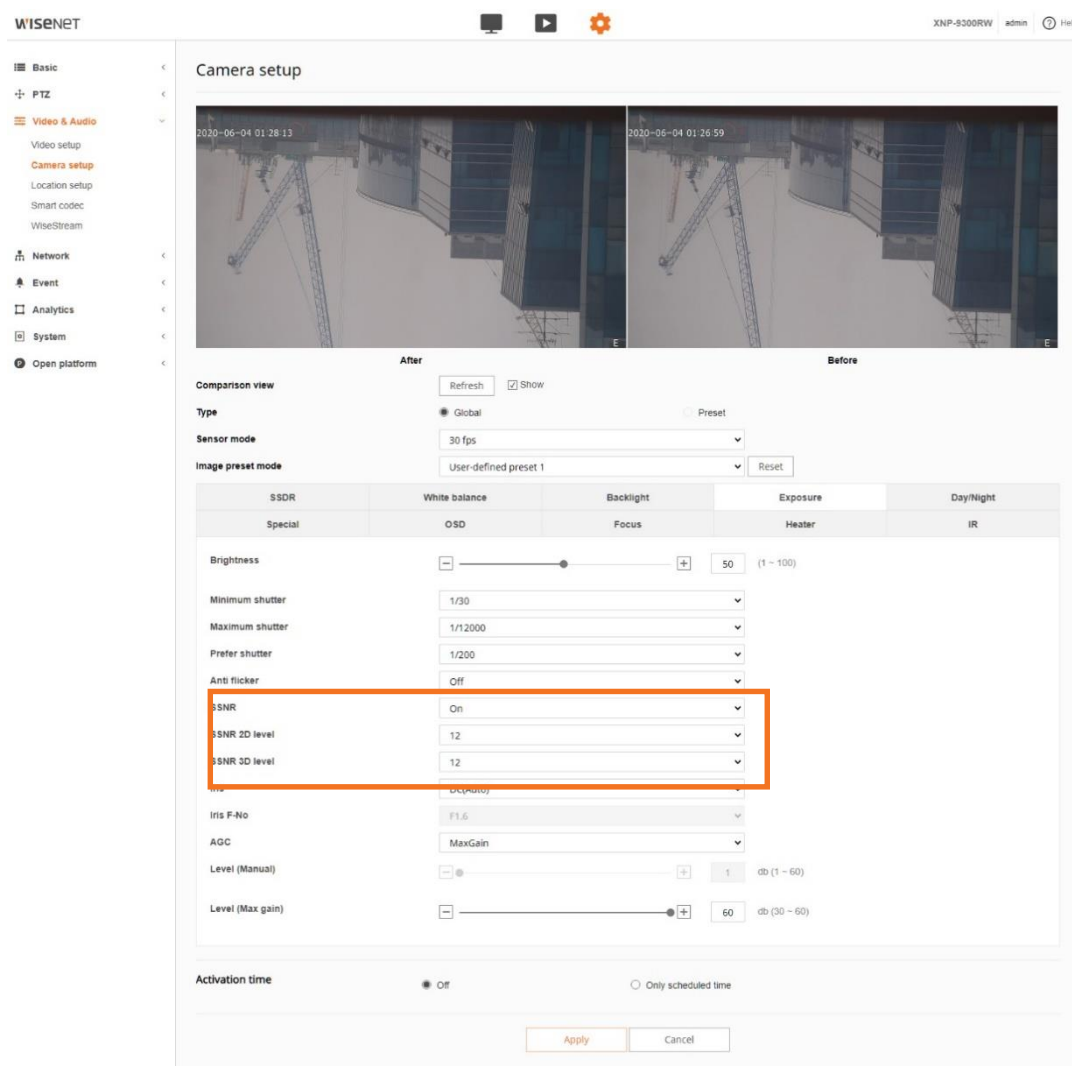 WISENET
XNP-9300RW admin ? Hel
Basic
PTZ
Video & Audio
Video setup
Camera setup
Location setup
Smart codec
WiseStream
Network
Event
Analytics
System
Open platform
Camera setup
2020-06-04 01:28:13 2020-06-04 01:26:59
E E
After Before
Comparison view Refresh Show
Type Global Preset
Sensor mode 30 fps
Image preset mode User-defined preset 1 Reset
SSDR White balance Backlight Exposure Day/Night
Special OSD Focus Heater IR
Brightness 50 (1 ~ 100)
Minimum shutter 1/30
Maximum shutter 1/12000
Prefer shutter 1/200
Anti flicker Off
SSNR On
SSNR 2D level 12
SSNR 3D level 12
Iris DC(Auto)
Iris F-No F1.6
AGC MaxGain
Level (Manual) 1 db (1 ~ 60)
Level (Max gain) 60 db (30 ~ 60)
Activation time Off Only scheduled time
Apply Cancel